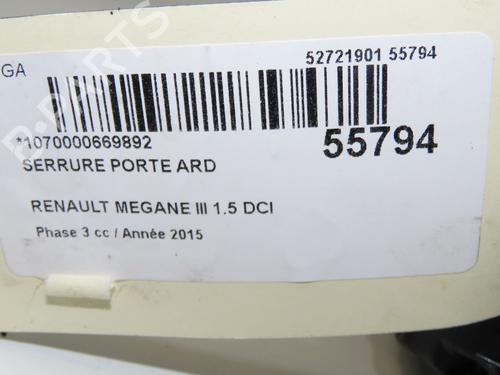 GA
52721901 55794
*1070000669892
55794
SERRURE PORTE ARD
RENAULT MEGANE III 1.5 DCI
Phase 3 cc / Année 2015
B-PARTS